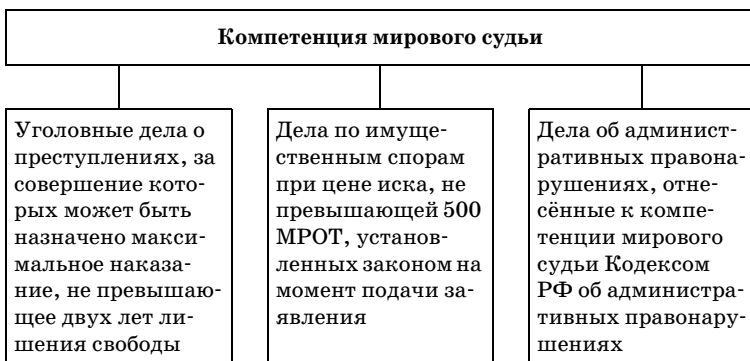 Компетенция мирового судьи
Уголовные дела о
преступлениях, за
совершение кото-
рых может быть
назначено макси-
мальное наказа-
ние, не превышаю-
щее двух лет ли-
шения свободы
Дела по имуще-
ственным спорам
при цене иска, не
превышающей 500
МРОТ, установ-
ленных законом на
момент подачи за-
явления
Дела об админист-
ративных правона-
рушениях, отне-
сённые к компе-
тенции мирового
судьи Кодексом
РФ об администра-
тивных правонару-
шениях